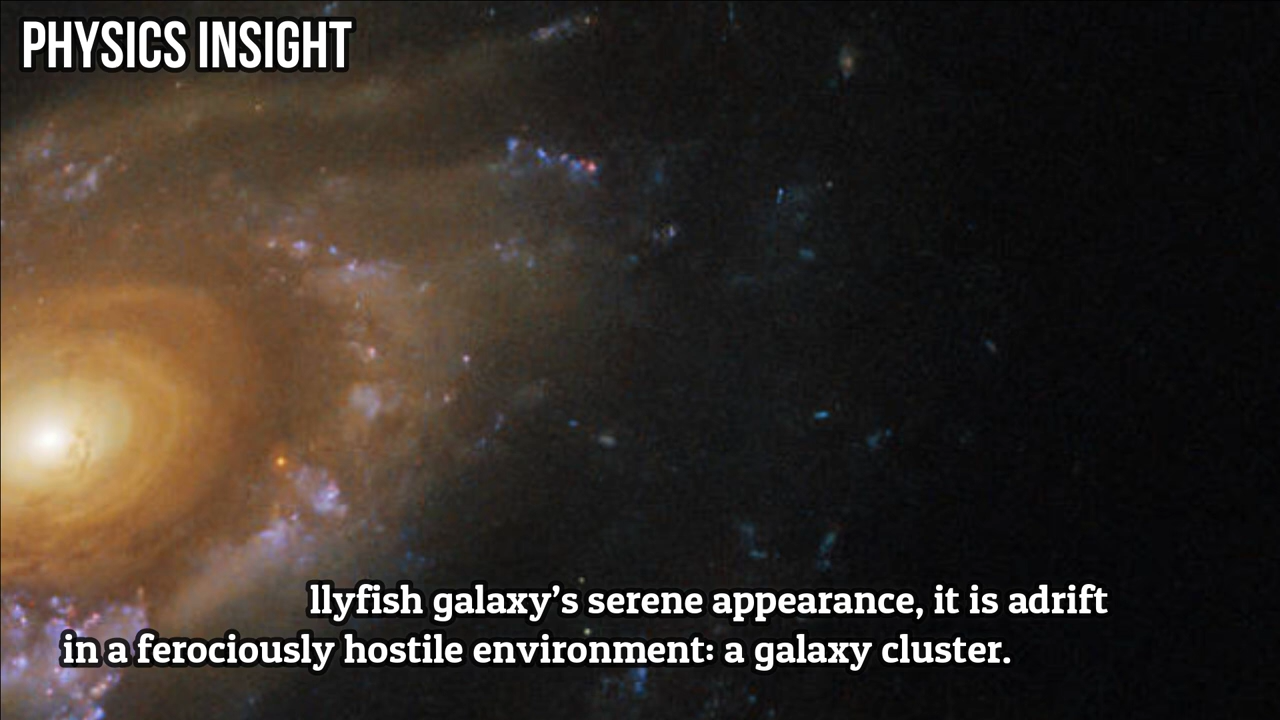 PHYSICS INSIGHT
llyfish galaxy's serene appearance, it is adrift
in a ferociously hostile environment: a galaxy cluster.